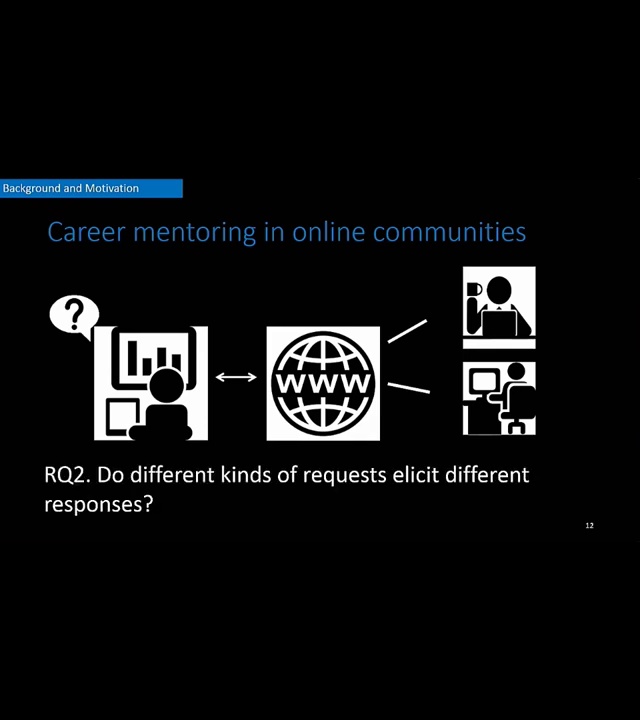 Background and Motivation
Career mentoring in online communities
?
WWW
RQ2. Do different kinds of requests elicit different
responses?
12